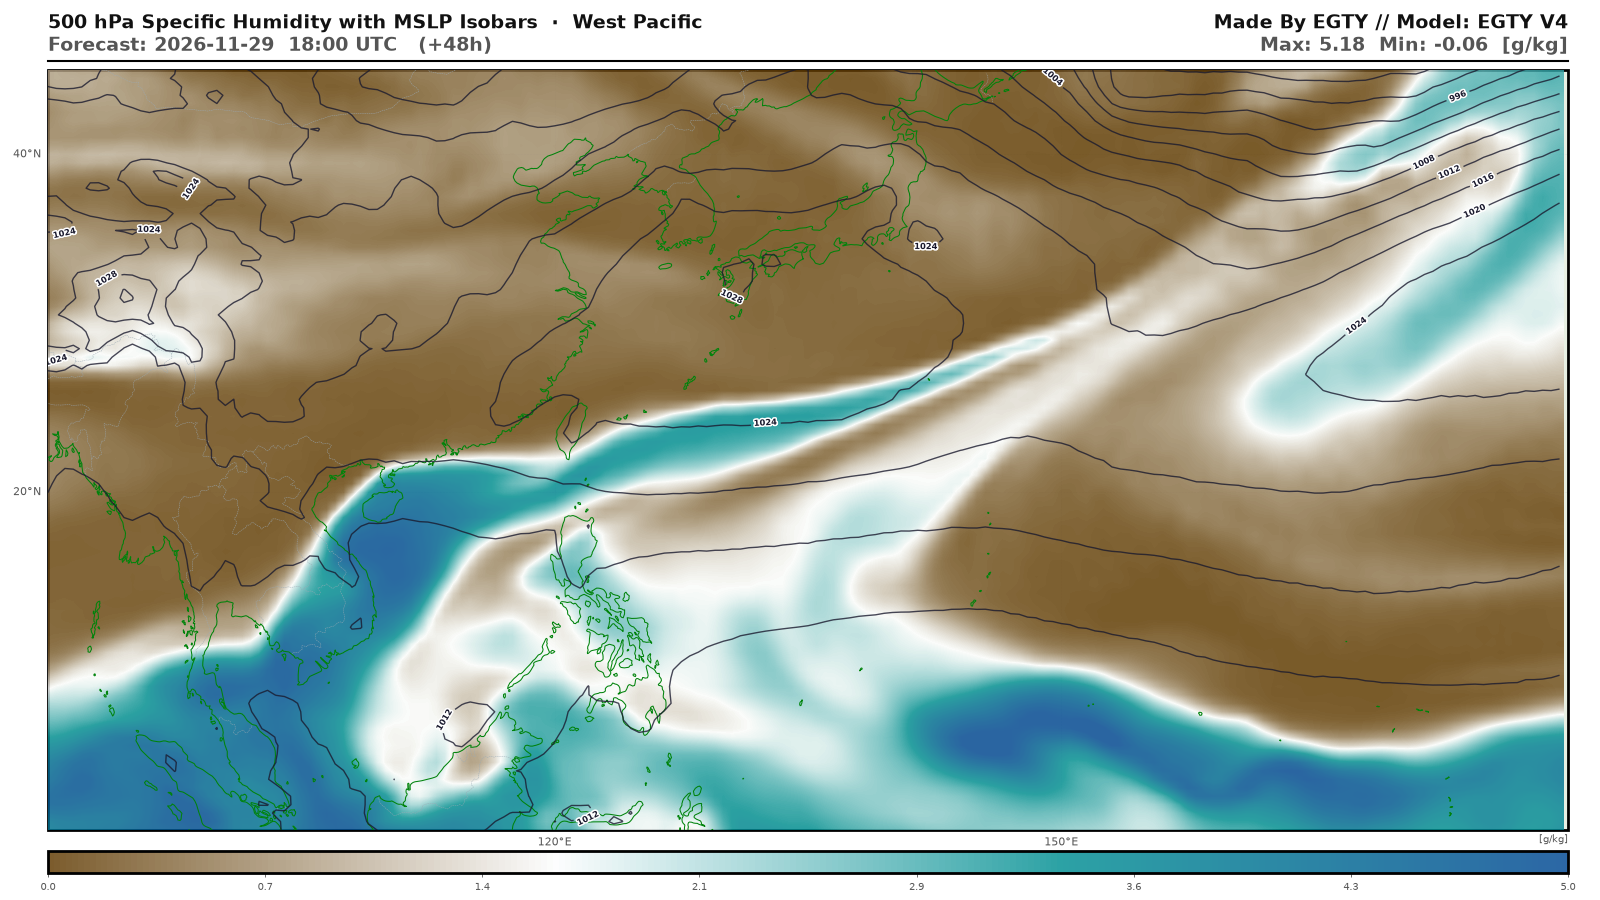 500 hPa Specific Humidity with MSLP Isobars · West Pacific
Made By EGTY // Model: EGTY V4
Forecast: 2026-11-29 18:00 UTC (+48h)
Max: 5.18 Min: -0.06 [g/kg]
1004
996
40°N
1008
1012
1024
1016
1020
1024
1024
1024
1028
1028
1024
1024
1024
20°N
1012
1012
120°E
150°E
[g/kg]
0.0
0.7
1.4
2.1
2.9
3.6
4.3
5.0